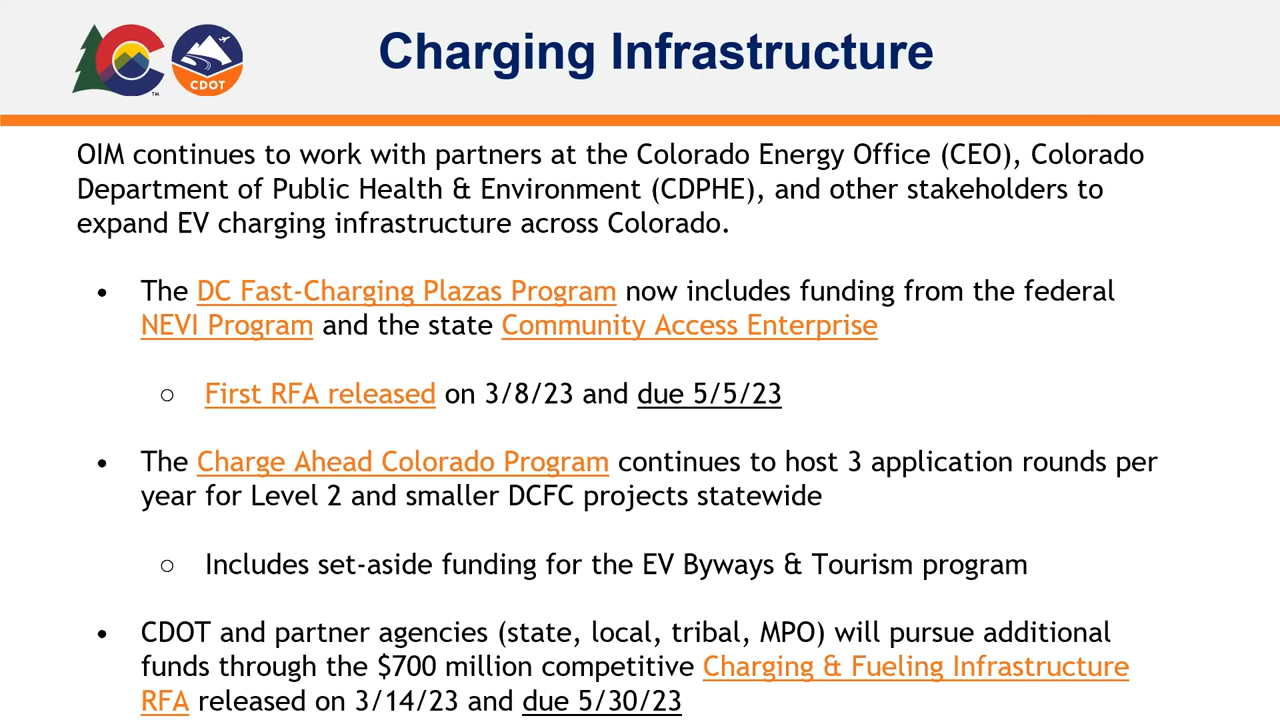 Charging Infrastructure
CDOT
TM
OIM continues to work with partners at the Colorado Energy Office (CEO), Colorado
Department of Public Health & Environment (CDPHE), and other stakeholders to
expand EV charging infrastructure across Colorado.
• The DC Fast-Charging Plazas Program now includes funding from the federal
NEVI Program and the state Community Access Enterprise
○ First RFA released on 3/8/23 and due 5/5/23
• The Charge Ahead Colorado Program continues to host 3 application rounds per
year for Level 2 and smaller DCFC projects statewide
○ Includes set-aside funding for the EV Byways & Tourism program
• CDOT and partner agencies (state, local, tribal, MPO) will pursue additional
funds through the $700 million competitive Charging & Fueling Infrastructure
RFA released on 3/14/23 and due 5/30/23